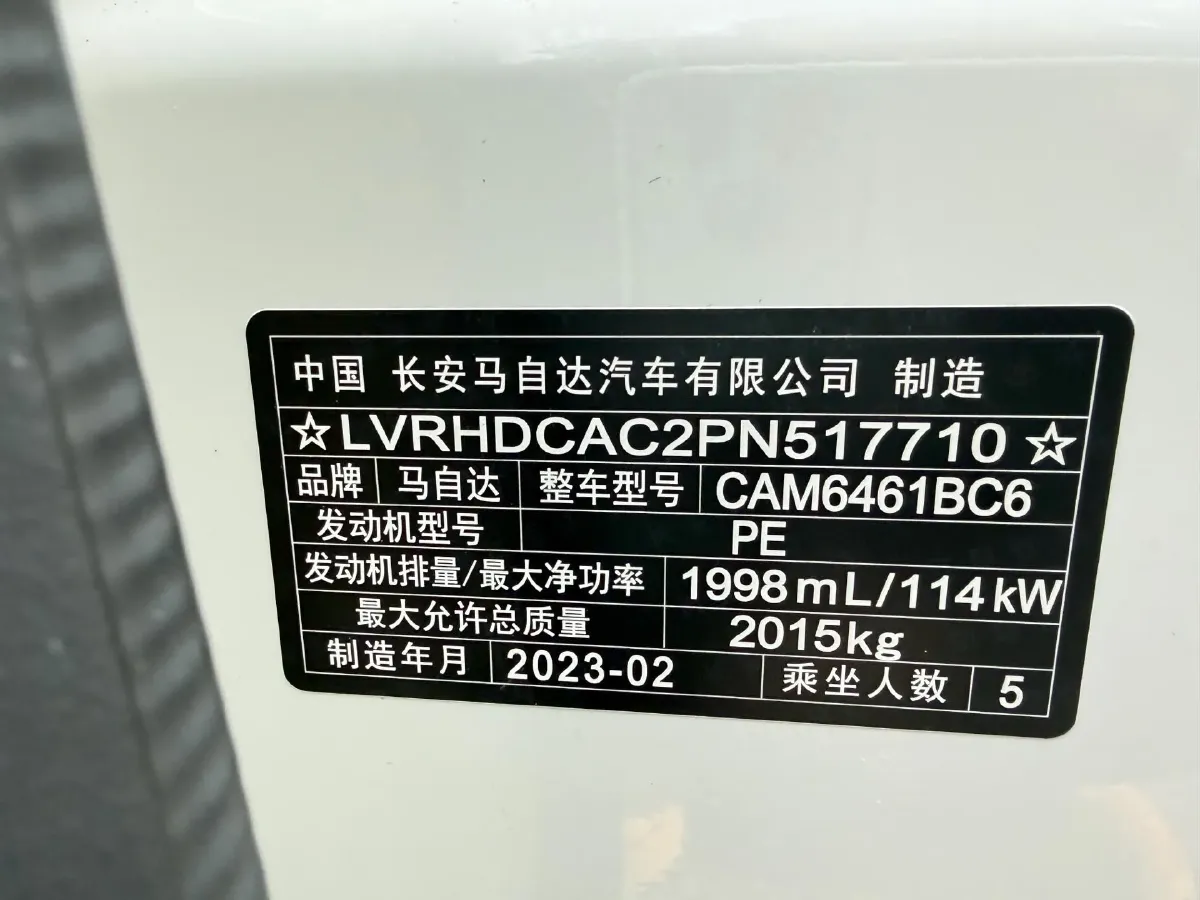 中国 长安马自达汽车有限公司 制造
☆LVRHDCAC2PN517710☆
品牌 马自达 整车型号 CAM6461BC6
发动机型号 PE
发动机排量/最大净功率 1998mL/114kW
最大允许总质量 2015kg
制造年月 2023-02 乘坐人数 5